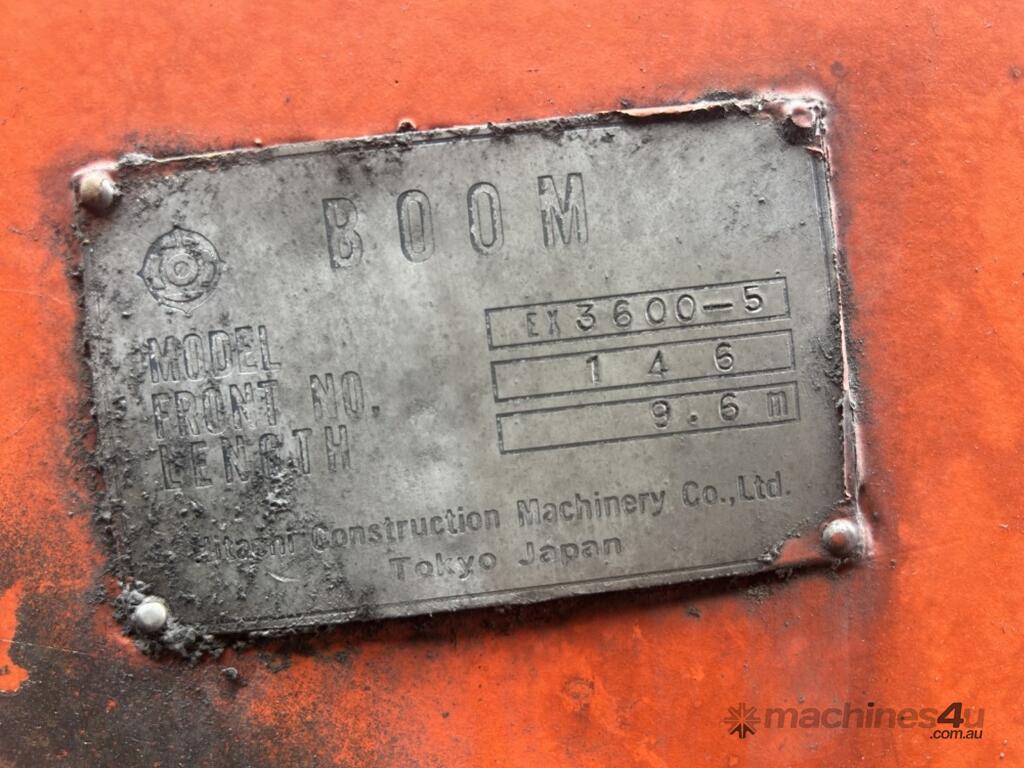 BOOM
MODEL EX3600-5
FRONT NO. 146
LENGTH 9.6m
Hitachi Construction Machinery Co.,Ltd.
Tokyo Japan
machines4u
.com.au